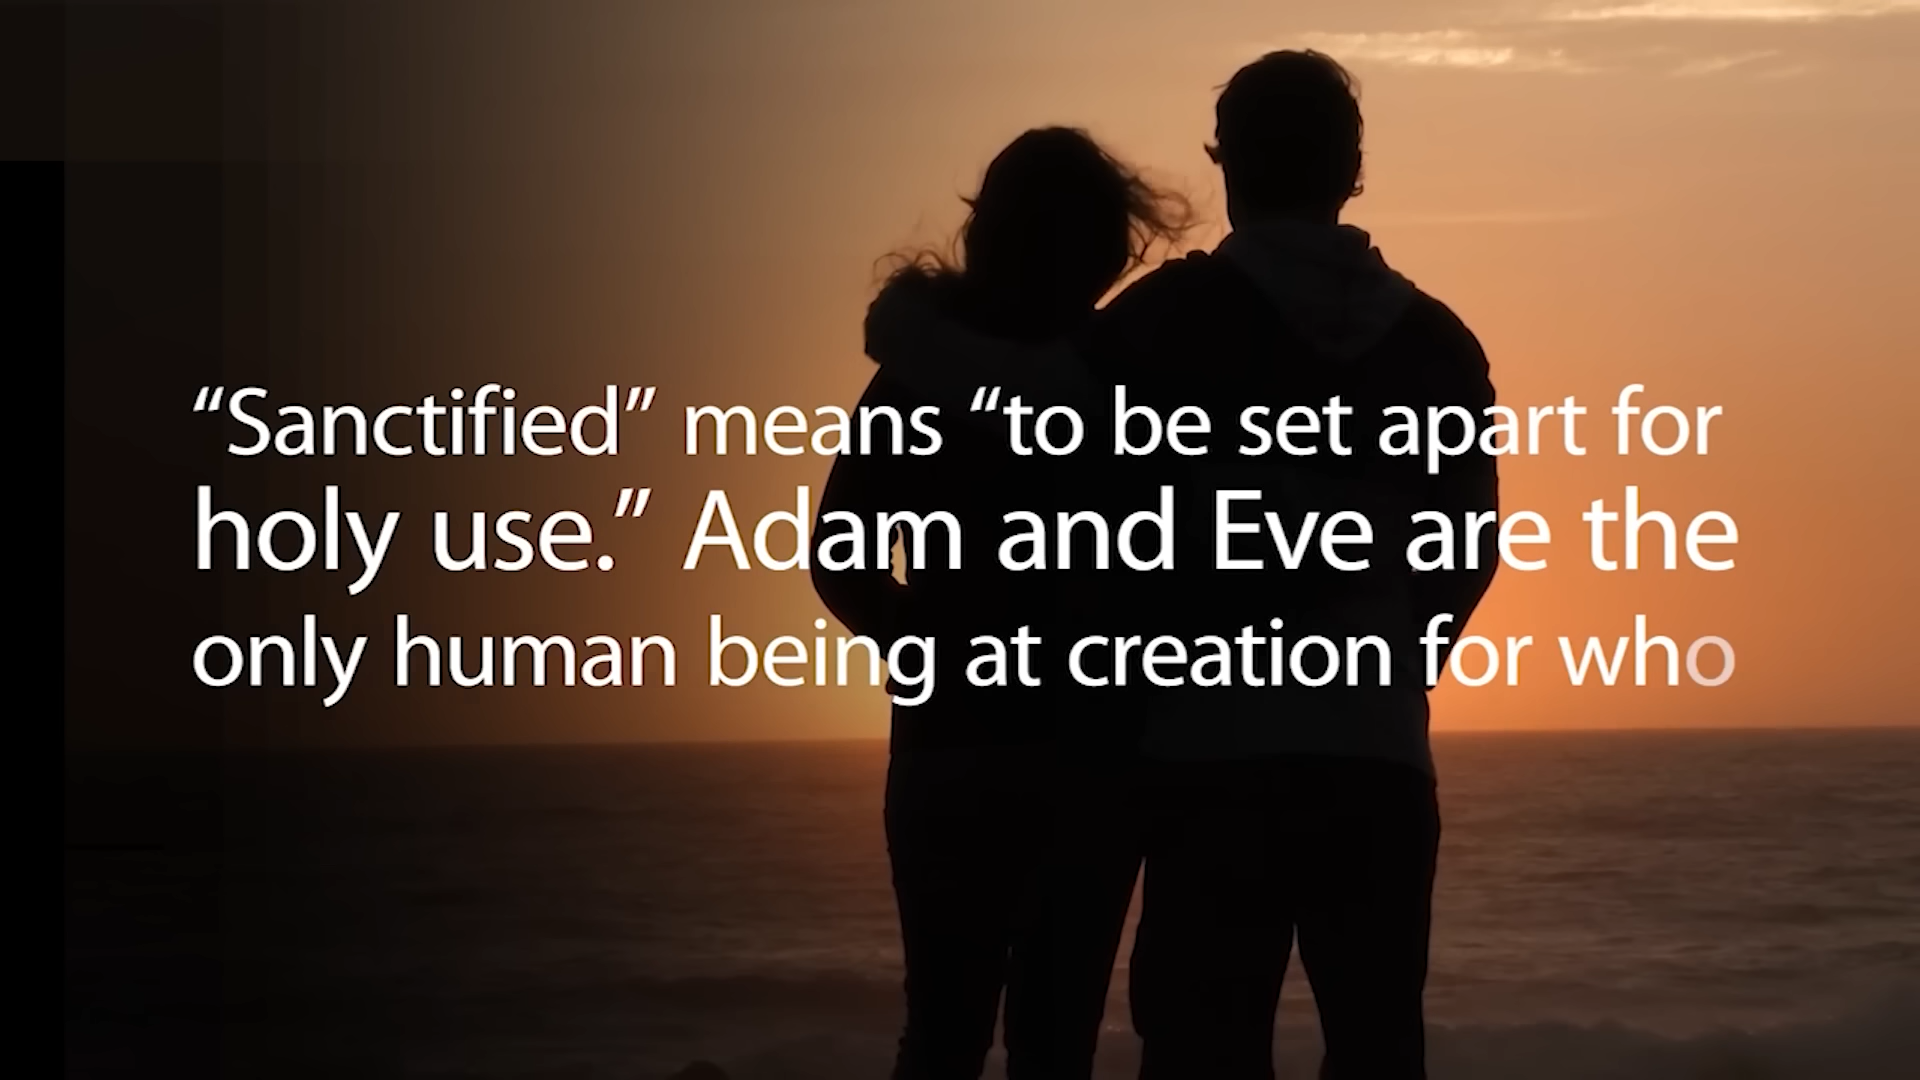 “Sanctified” means “to be set apart for
holy use.” Adam and Eve are the
only human being at creation for who